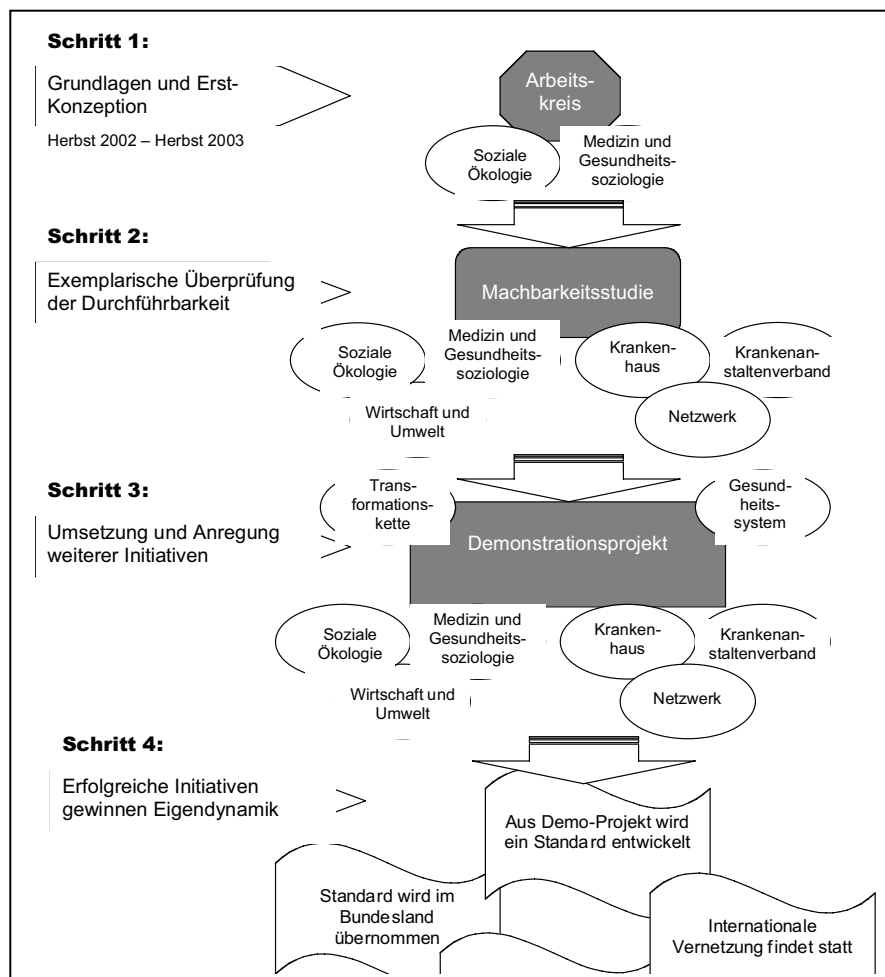 Schritt 1:
Grundlagen und Erst-
Konzeption
Herbst 2002 – Herbst 2003
Arbeits-
kreis
Soziale
Ökologie
Medizin und
Gesundheits-
soziologie
Schritt 2:
Exemplarische Überprüfung
der Durchführbarkeit
Machbarkeitsstudie
Soziale
Ökologie
Medizin und
Gesundheits-
soziologie
Kranken-
haus
Krankenan-
staltenverband
Wirtschaft und
Umwelt
Netzwerk
Schritt 3:
Umsetzung und Anregung
weiterer Initiativen
Trans-
formations-
kette
Gesund-
heits-
system
Demonstrationsprojekt
Soziale
Ökologie
Medizin und
Gesundheits-
soziologie
Kranken-
haus
Krankenan-
staltenverband
Wirtschaft und
Umwelt
Netzwerk
Schritt 4:
Erfolgreiche Initiativen
gewinnen Eigendynamik
Aus Demo-Projekt wird
ein Standard entwickelt
Standard wird im
Bundesland
übernommen
Internationale
Vernetzung findet statt